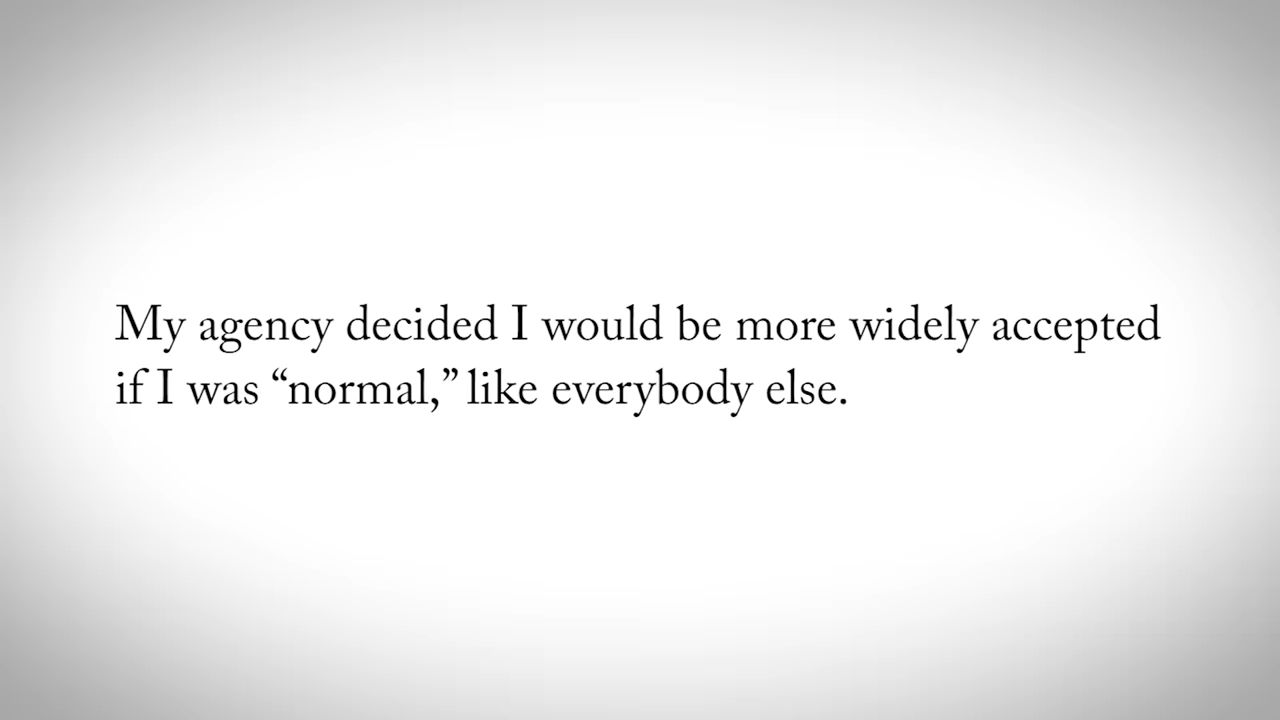 My agency decided I would be more widely accepted
if I was “normal,” like everybody else.